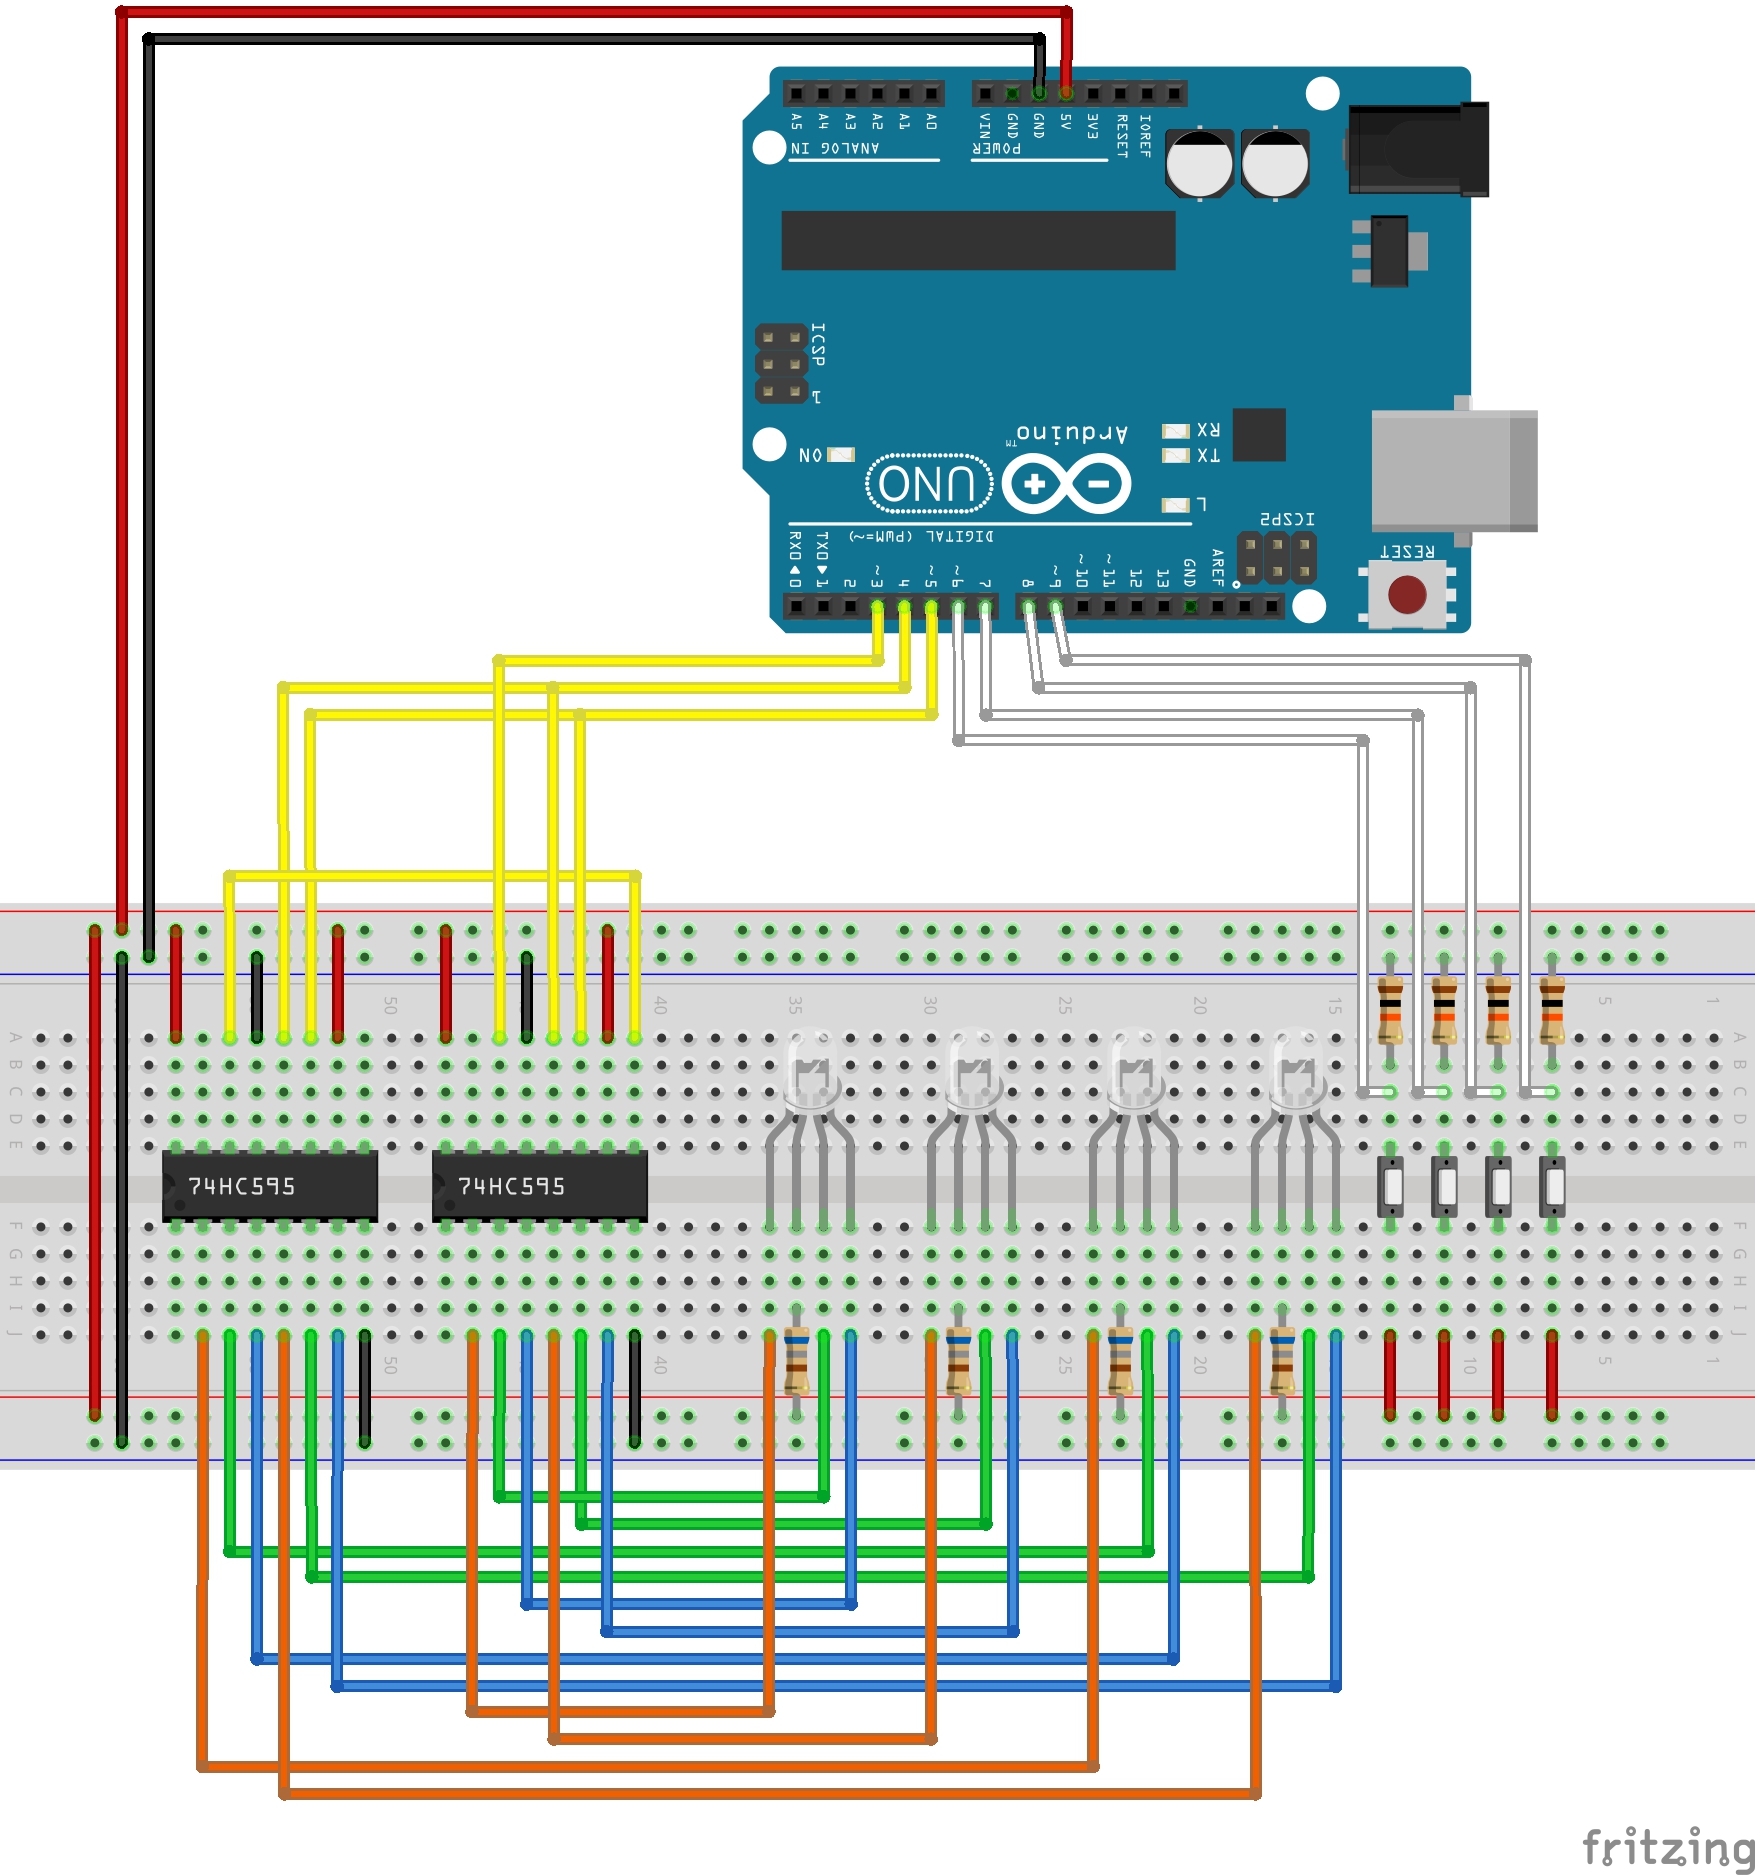 A5 A4 A3 A2 A1 A0
VIN GND GND 5V 3V3 RESET IOREF
ANALOG IN
POWER
ICSP
1
Arduino
TM
RX
TX
ON
UNO
L
ICSP2
DIGITAL (PWM=~)
RESET
RX0 ◀ 0 TX0 ▶ 1 2 ~3 4 ~5 ~6 7 8 ~9 ~10 ~11 12 13 GND AREF
50 40 35 30 25 20 15 5 1
A A
B B
C C
D D
E E
74HC595 74HC595
F F
G G
H H
I I
J J
50 40 25 20 10 5 1
fritzing